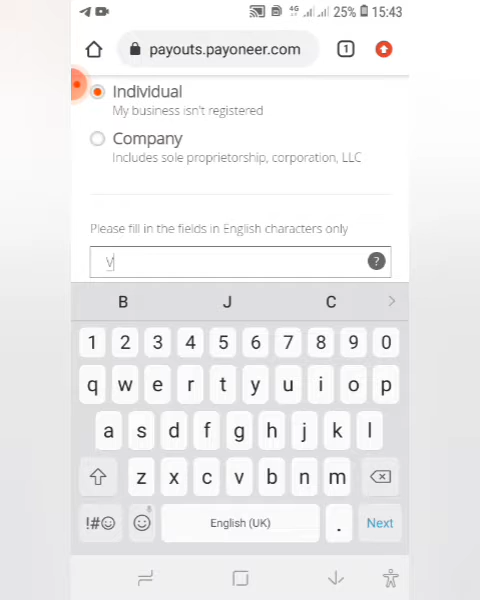 4G 25% 15:43
payouts.payoneer.com 1
Individual
My business isn't registered
Company
Includes sole proprietorship, corporation, LLC
Please fill in the fields in English characters only
V ?
B J C
1 2 3 4 5 6 7 8 9 0
q w e r t y u i o p
a s d f g h j k l
z x c v b n m
!#☺ English (UK) . Next